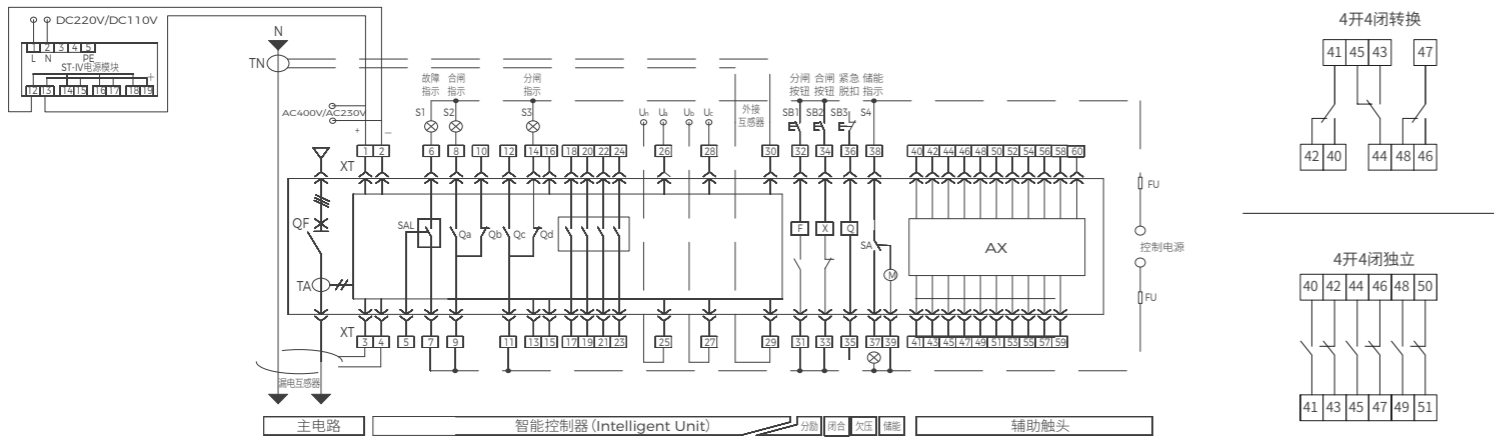 DC220V/DC110V
1 2 3 4 5
L N PE
ST-IV电源模块
+
12 13 14 15 16 17 18 19
N
TN
AC400V/AC230V
+ −
故障指示
合闸指示
分闸指示
S1 S2 S3
Un Ua Ub Uc
外接互感器
分闸按钮
合闸按钮
紧急脱扣
储能指示
SB1 SB2 SB3 S4
XT
1 2 6 8 10 12 14 16 18 20 22 24 26 28 30 32 34 36 38 40 42 44 46 48 50 52 54 56 58 60
QF
SAL Qa Qb Qc Qd
F X Q
SA
M
AX
TA
XT
3 4 5 7 9 11 13 15 17 19 21 23 25 27 29 31 33 35 37 39 41 43 45 47 49 51 53 55 57 59
漏电互感器
FU
控制电源
FU
主电路
智能控制器(Intelligent Unit)
分励
闭合
欠压
储能
辅助触头
4开4闭转换
41 45 43 47
42 40 44 48 46
4开4闭独立
40 42 44 46 48 50
41 43 45 47 49 51